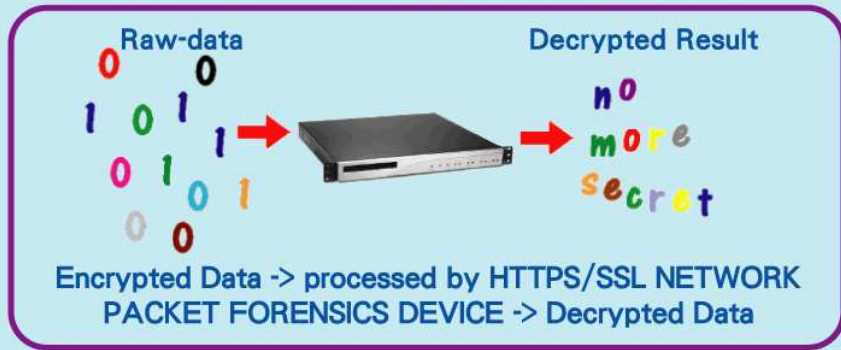 Raw-data
Decrypted Result
0 0
1 0 1 1
0 1 0 1
0 0
no
more
secret
Encrypted Data -> processed by HTTPS/SSL NETWORK
PACKET FORENSICS DEVICE -> Decrypted Data